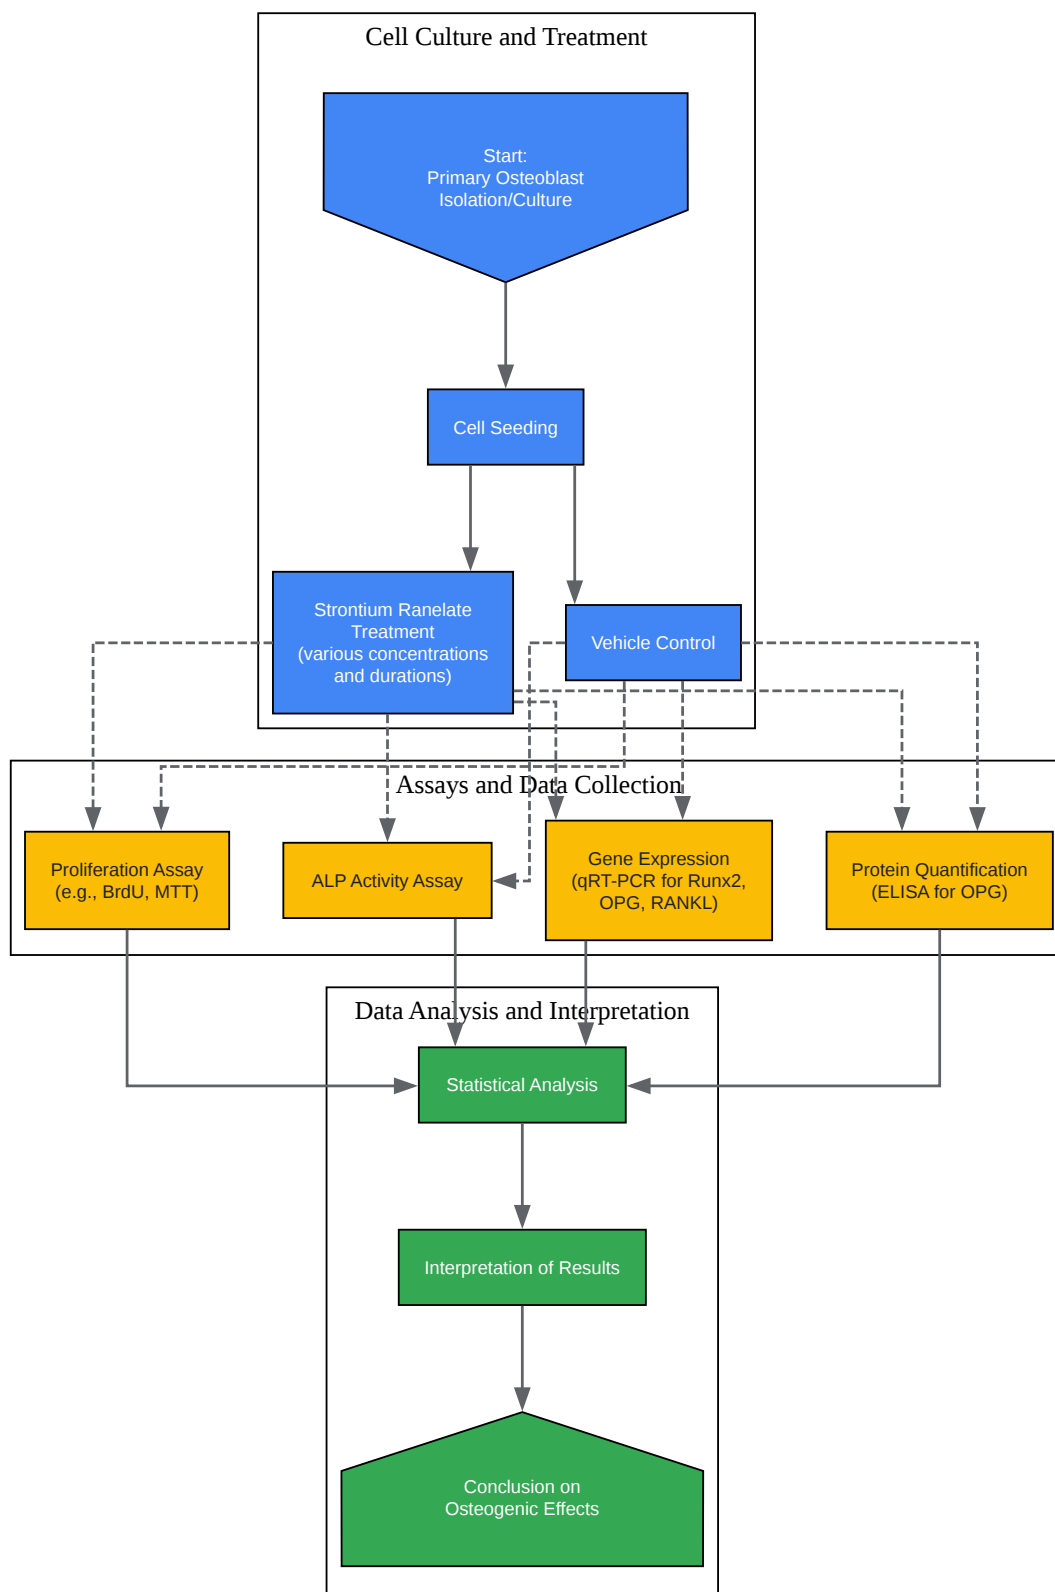 Cell Culture and Treatment
Start:
Primary Osteoblast
Isolation/Culture
Cell Seeding
Strontium Ranelate
Treatment
(various concentrations
and durations)
Vehicle Control
Assays and Data Collection
Proliferation Assay
(e.g., BrdU, MTT)
ALP Activity Assay
Gene Expression
(qRT-PCR for Runx2,
OPG, RANKL)
Protein Quantification
(ELISA for OPG)
Data Analysis and Interpretation
Statistical Analysis
Interpretation of Results
Conclusion on
Osteogenic Effects